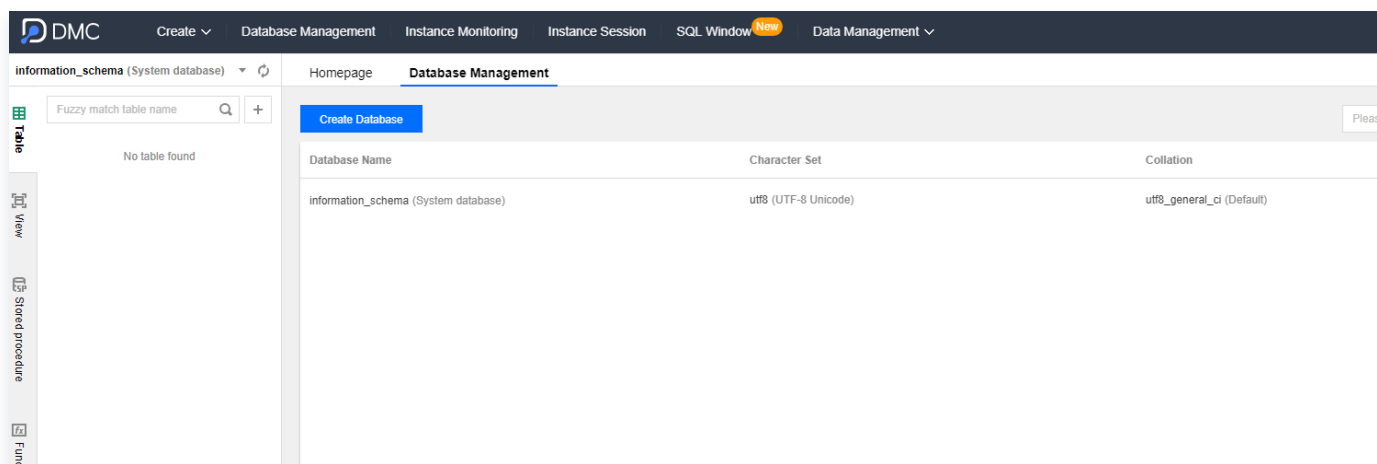 DMC
Create
Database Management
Instance Monitoring
Instance Session
SQL Window New
Data Management
information_schema (System database)
Homepage
Database Management
Table
Fuzzy match table name
No table found
View
Stored procedure
Create Database
Database Name
Character Set
Collation
information_schema (System database)
utf8 (UTF-8 Unicode)
utf8_general_ci (Default)